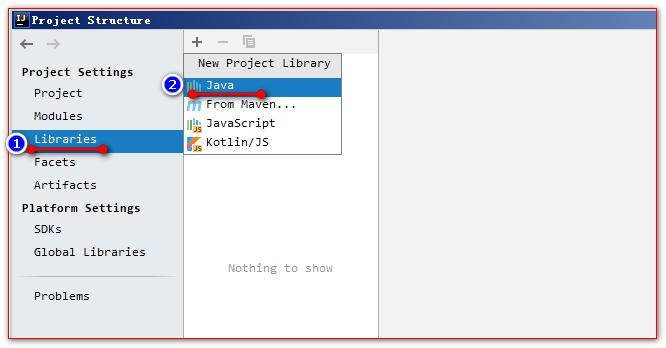 Project Structure
Project Settings
Project
Modules
Libraries
Facets
Artifacts
Platform Settings
SDKs
Global Libraries
Problems
New Project Library
Java
From Maven...
JavaScript
Kotlin/JS
Nothing to show
1
2